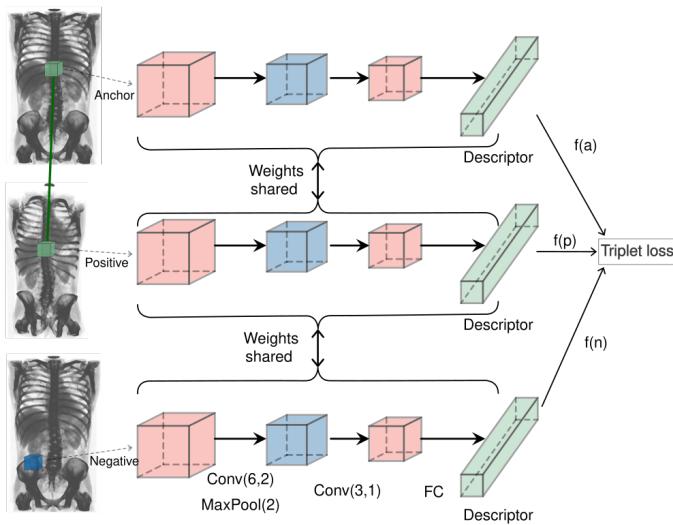 Anchor
Descriptor
f(a)
Weights
shared
Positive
f(p)
Triplet loss
Descriptor
Weights
shared
f(n)
Negative
Conv(6,2)
MaxPool(2)
Conv(3,1)
FC
Descriptor